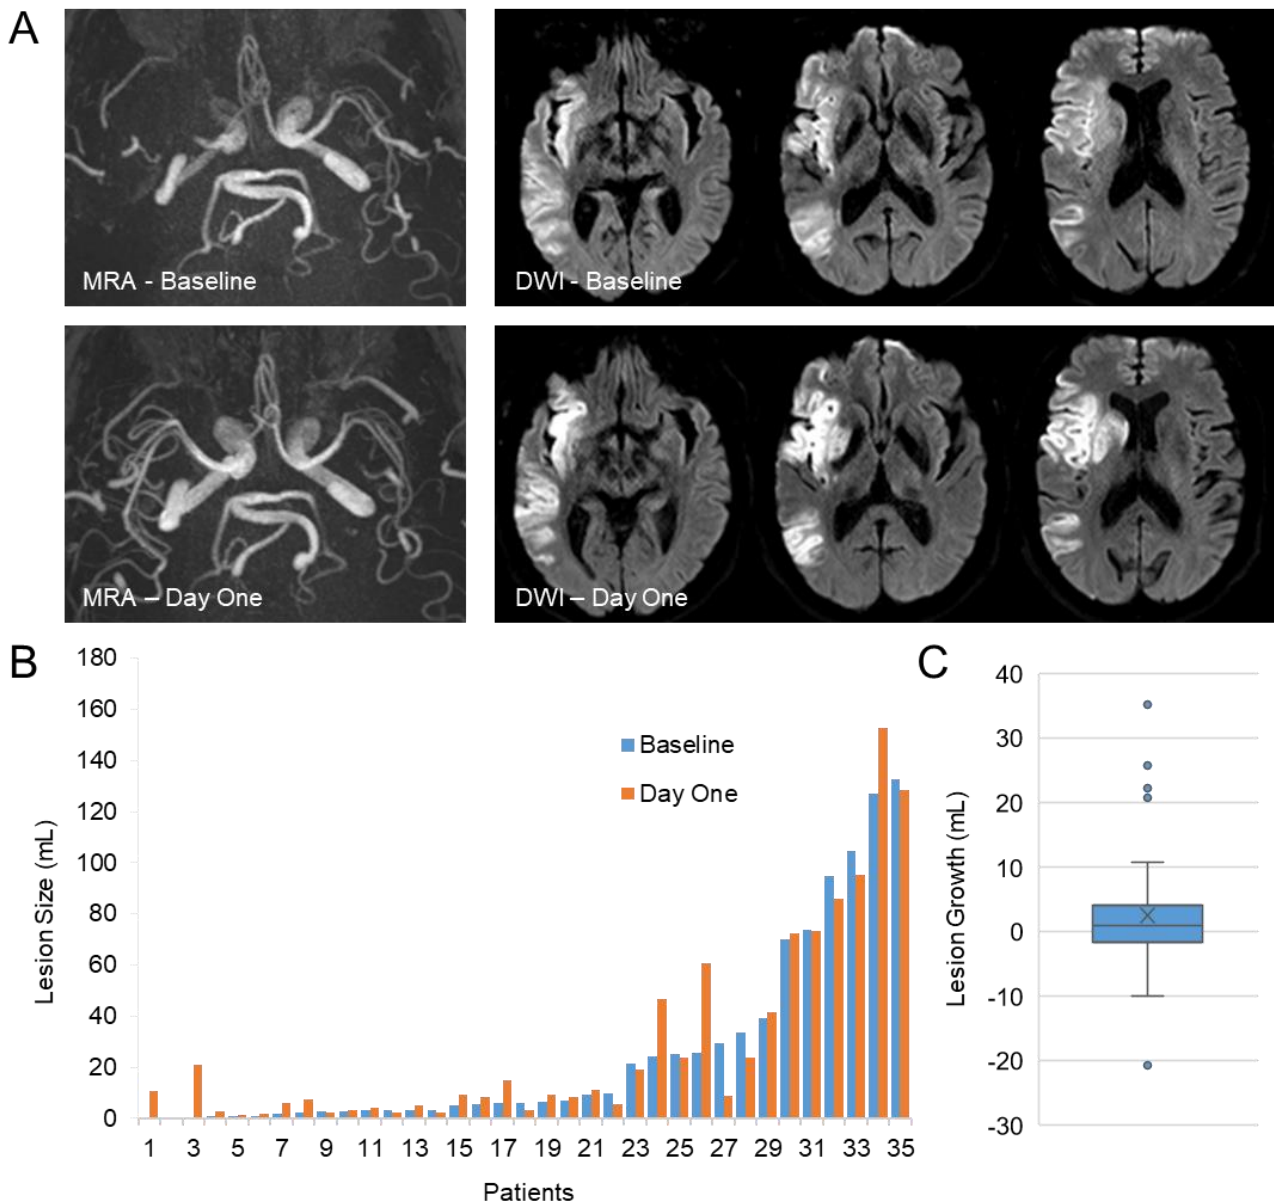 A
MRA - Baseline
DWI - Baseline
MRA – Day One
DWI – Day One
B
180
160
140
120
100
80
60
40
20
0
Lesion Size (mL)
Baseline
Day One
1 3 5 7 9 11 13 15 17 19 21 23 25 27 29 31 33 35
Patients
C
40
30
20
10
0
-10
-20
-30
Lesion Growth (mL)